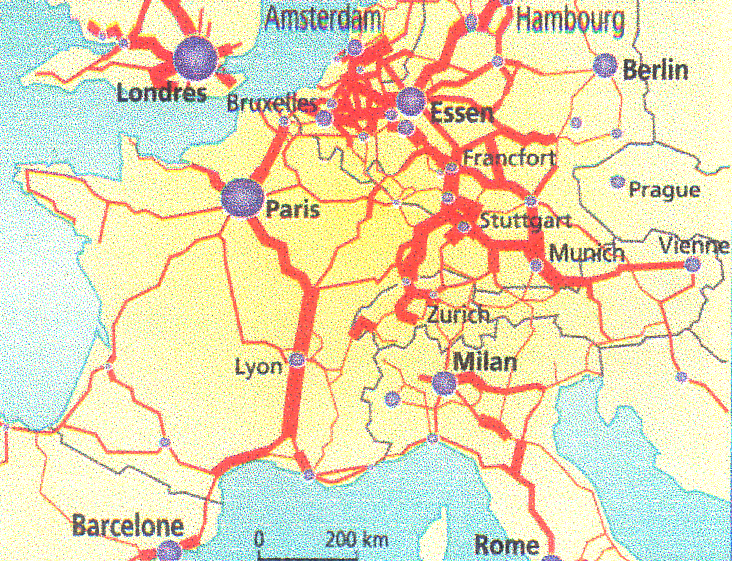 Amsterdam
Hambourg
Londres
Berlin
Bruxelles
Essen
Francfort
Prague
Paris
Stuttgart
Munich
Vienne
Zurich
Lyon
Milan
Barcelone
0 200 km
Rome